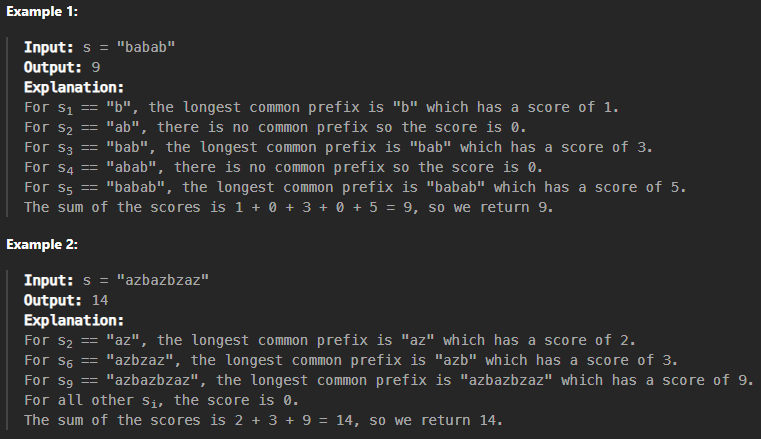 Example 1:
Input: s = "babab"
Output: 9
Explanation:
For s₁ == "b", the longest common prefix is "b" which has a score of 1.
For s₂ == "ab", there is no common prefix so the score is 0.
For s₃ == "bab", the longest common prefix is "bab" which has a score of 3.
For s₄ == "abab", there is no common prefix so the score is 0.
For s₅ == "babab", the longest common prefix is "babab" which has a score of 5.
The sum of the scores is 1 + 0 + 3 + 0 + 5 = 9, so we return 9.
Example 2:
Input: s = "azbazbzaz"
Output: 14
Explanation:
For s₂ == "az", the longest common prefix is "az" which has a score of 2.
For s₆ == "azbzaz", the longest common prefix is "azb" which has a score of 3.
For s₉ == "azbazbzaz", the longest common prefix is "azbazbzaz" which has a score of 9.
For all other sᵢ, the score is 0.
The sum of the scores is 2 + 3 + 9 = 14, so we return 14.